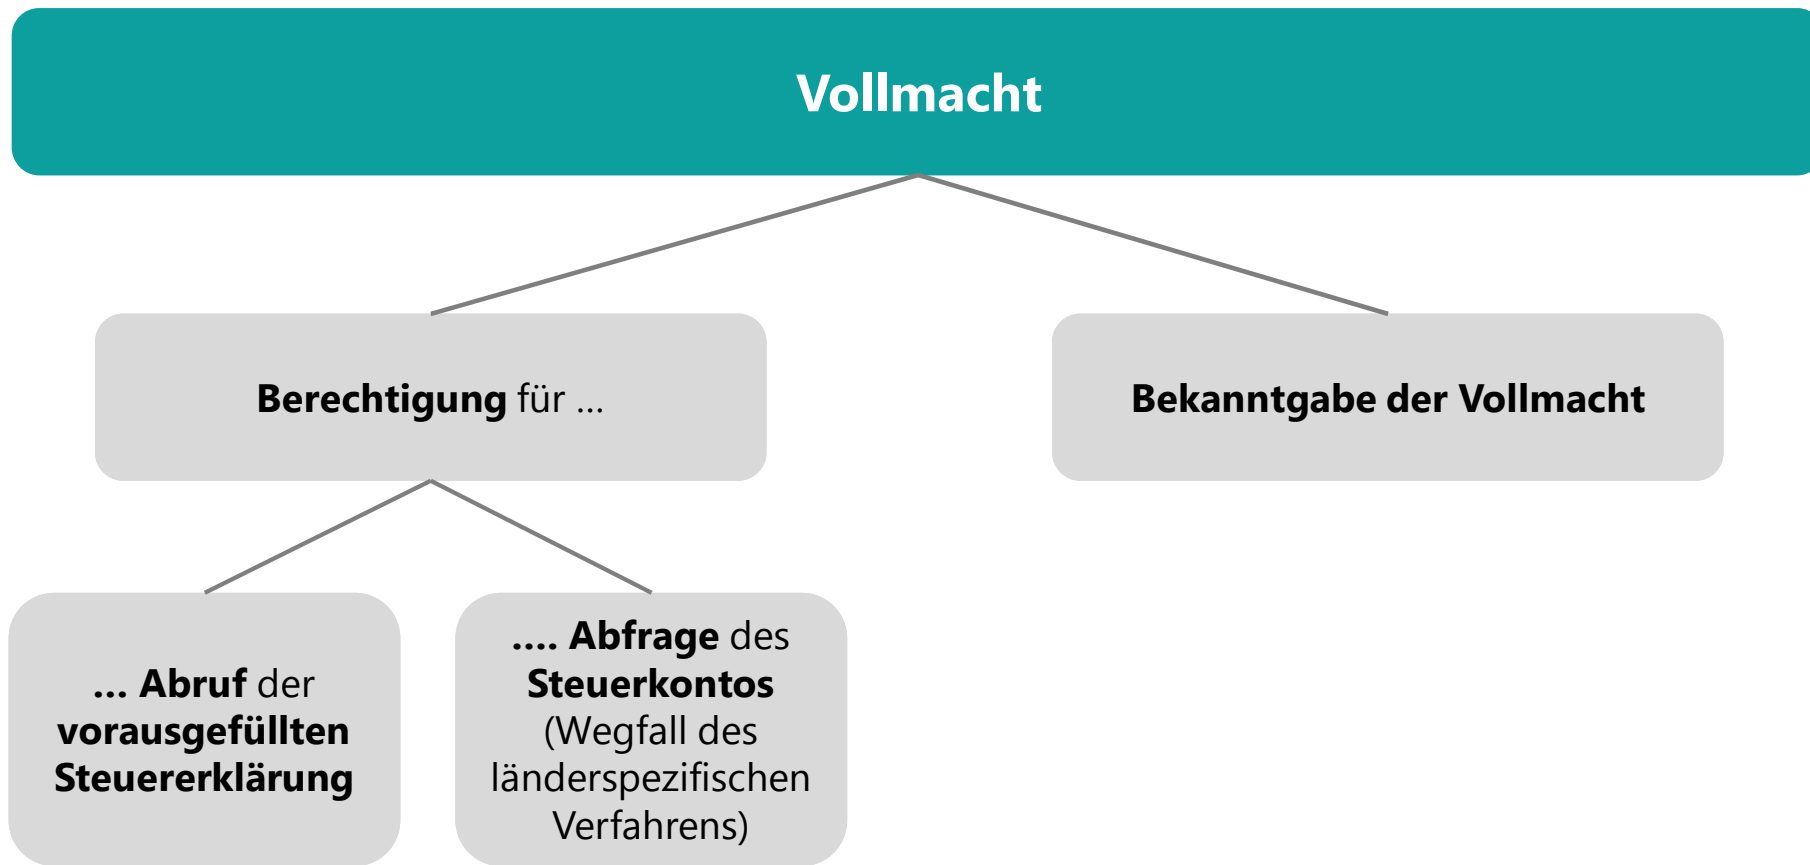 Vollmacht
Berechtigung für ...
Bekanntgabe der Vollmacht
... Abruf der
vorausgefüllten
Steuererklärung
.... Abfrage des
Steuerkontos
(Wegfall des
länderspezifischen
Verfahrens)